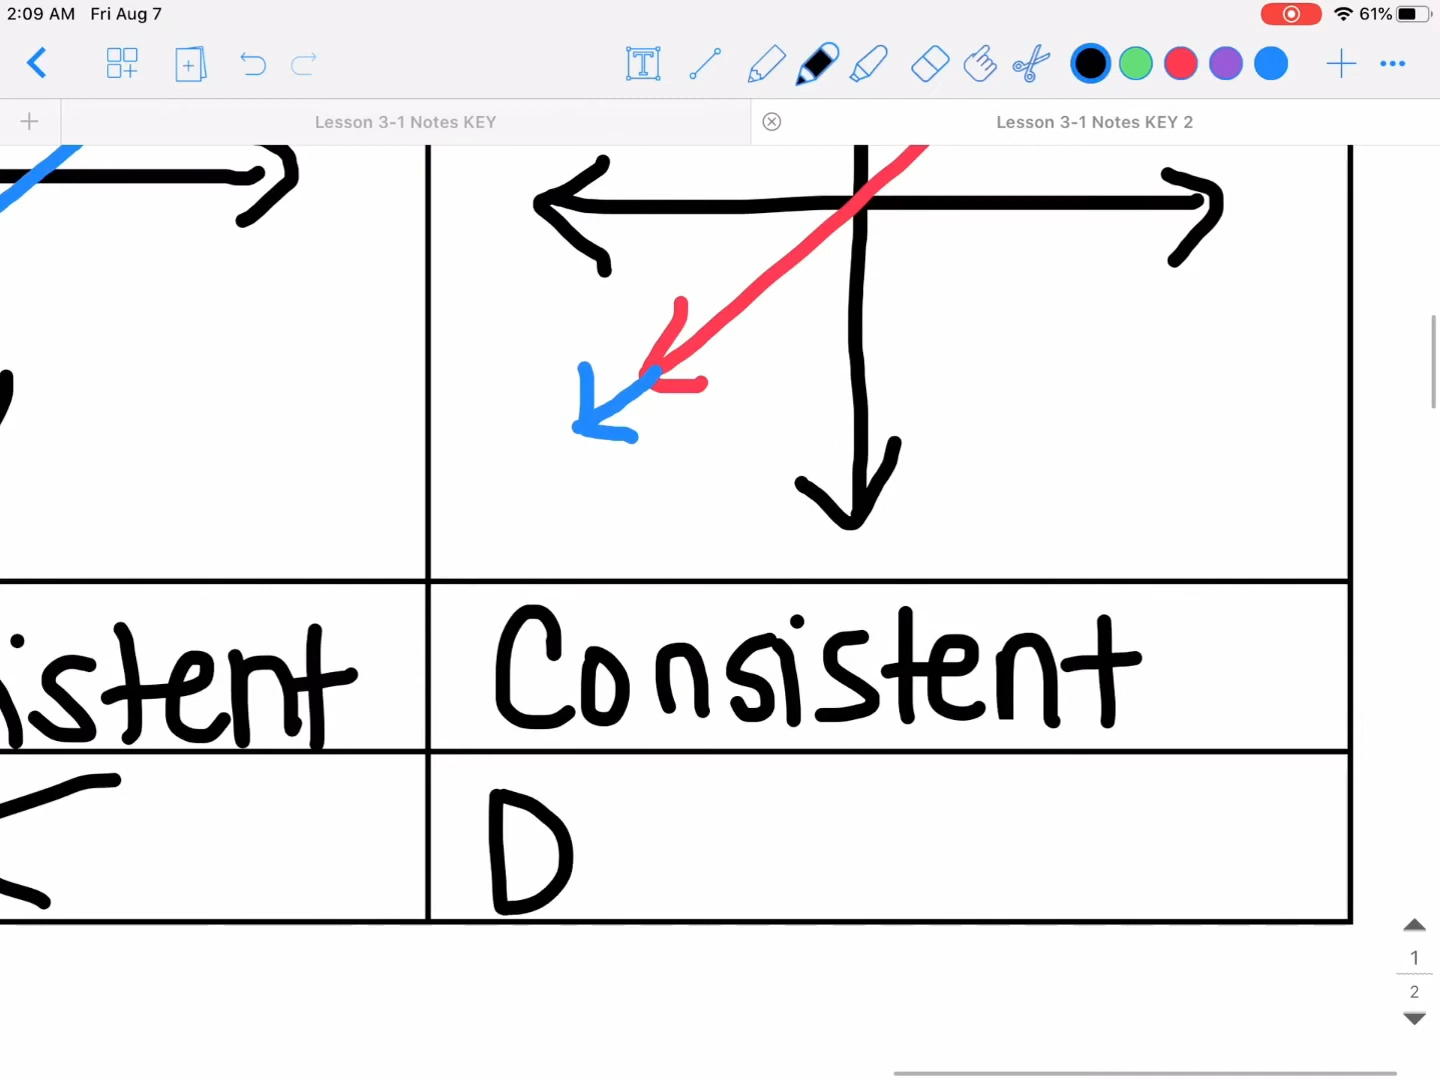 2:09 AM Fri Aug 7 61%
T
Lesson 3-1 Notes KEY
Lesson 3-1 Notes KEY 2
istent
Consistent
D
1
2